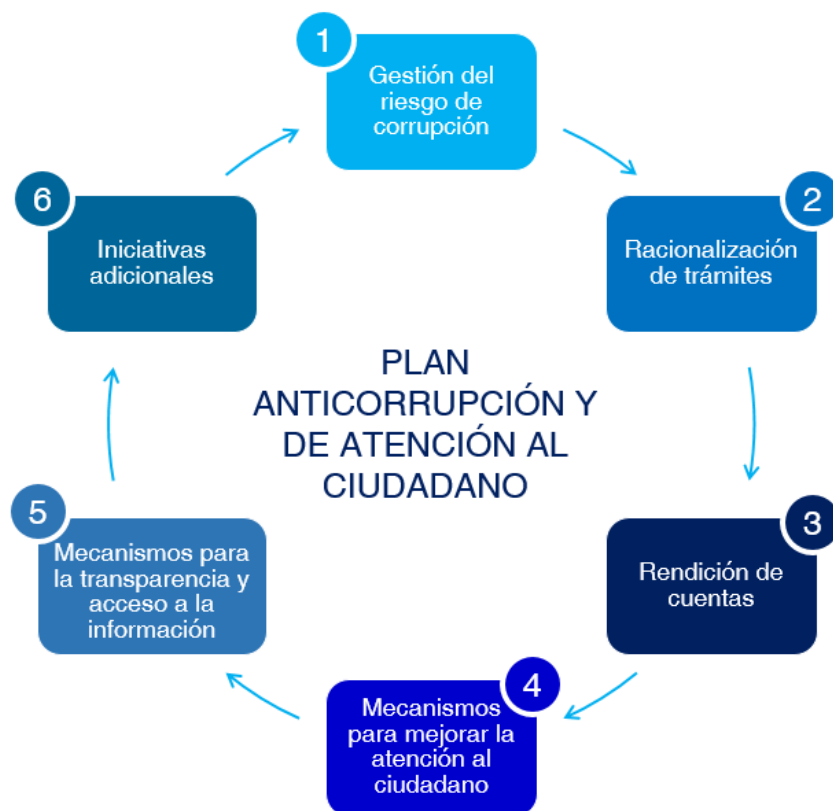 1
Gestión del
riesgo de
corrupción
2
Racionalización
de trámites
3
Rendición de
cuentas
4
Mecanismos
para mejorar la
atención al
ciudadano
5
Mecanismos para
la transparencia y
acceso a la
información
6
Iniciativas
adicionales
PLAN
ANTICORRUPCIÓN Y
DE ATENCIÓN AL
CIUDADANO